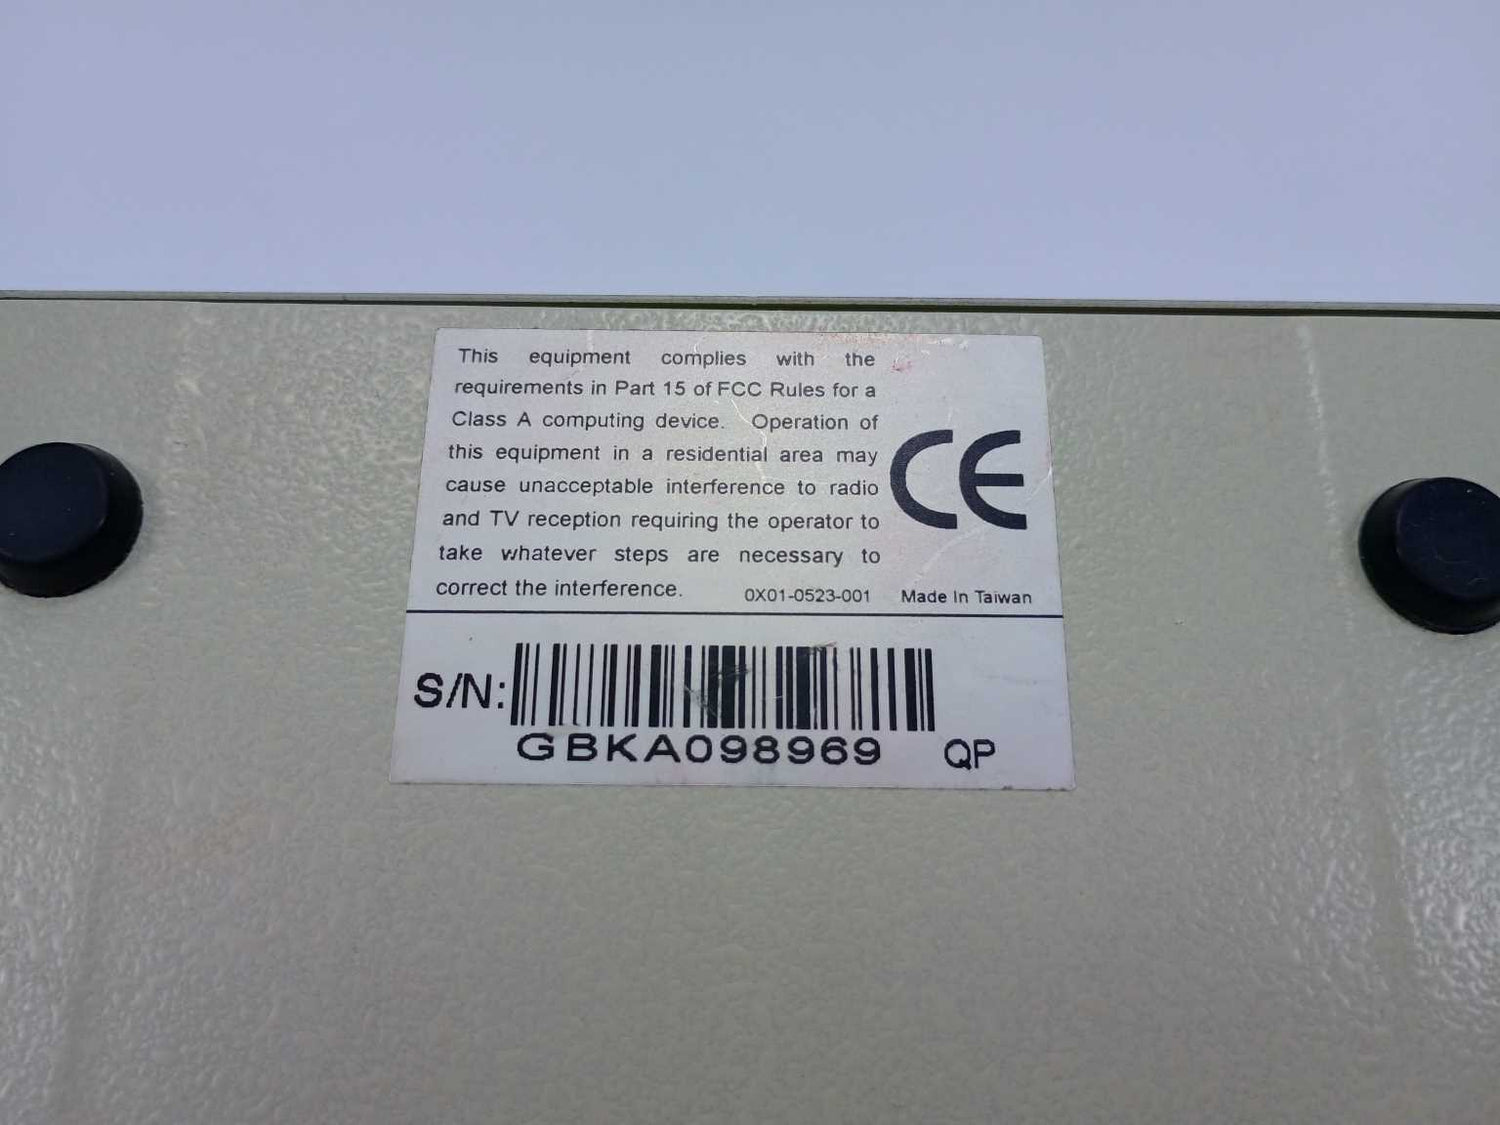 This equipment complies with the
requirements in Part 15 of FCC Rules for a
Class A computing device. Operation of
this equipment in a residential area may
cause unacceptable interference to radio
and TV reception requiring the operator to
take whatever steps are necessary to
correct the interference.
CE
0X01-0523-001 Made In Taiwan
S/N:
GBKA098969 QP